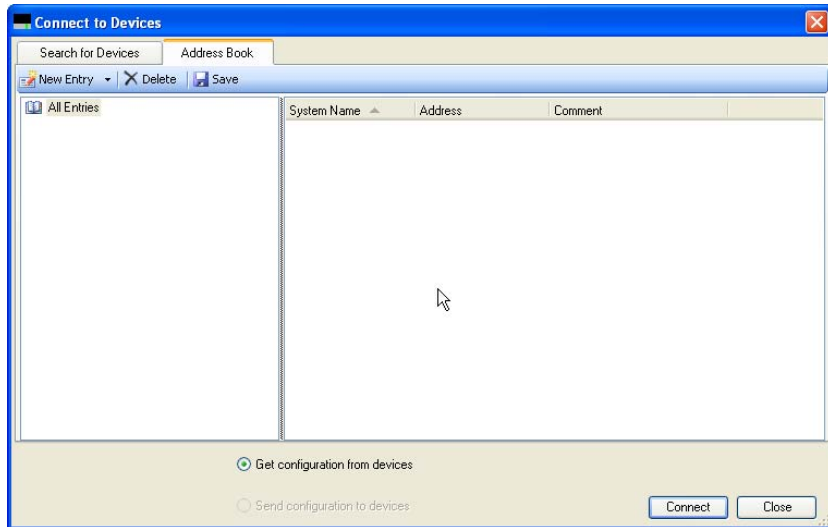 Connect to Devices
Search for Devices Address Book
New Entry Delete Save
All Entries
System Name Address Comment
Get configuration from devices
Send configuration to devices
Connect Close